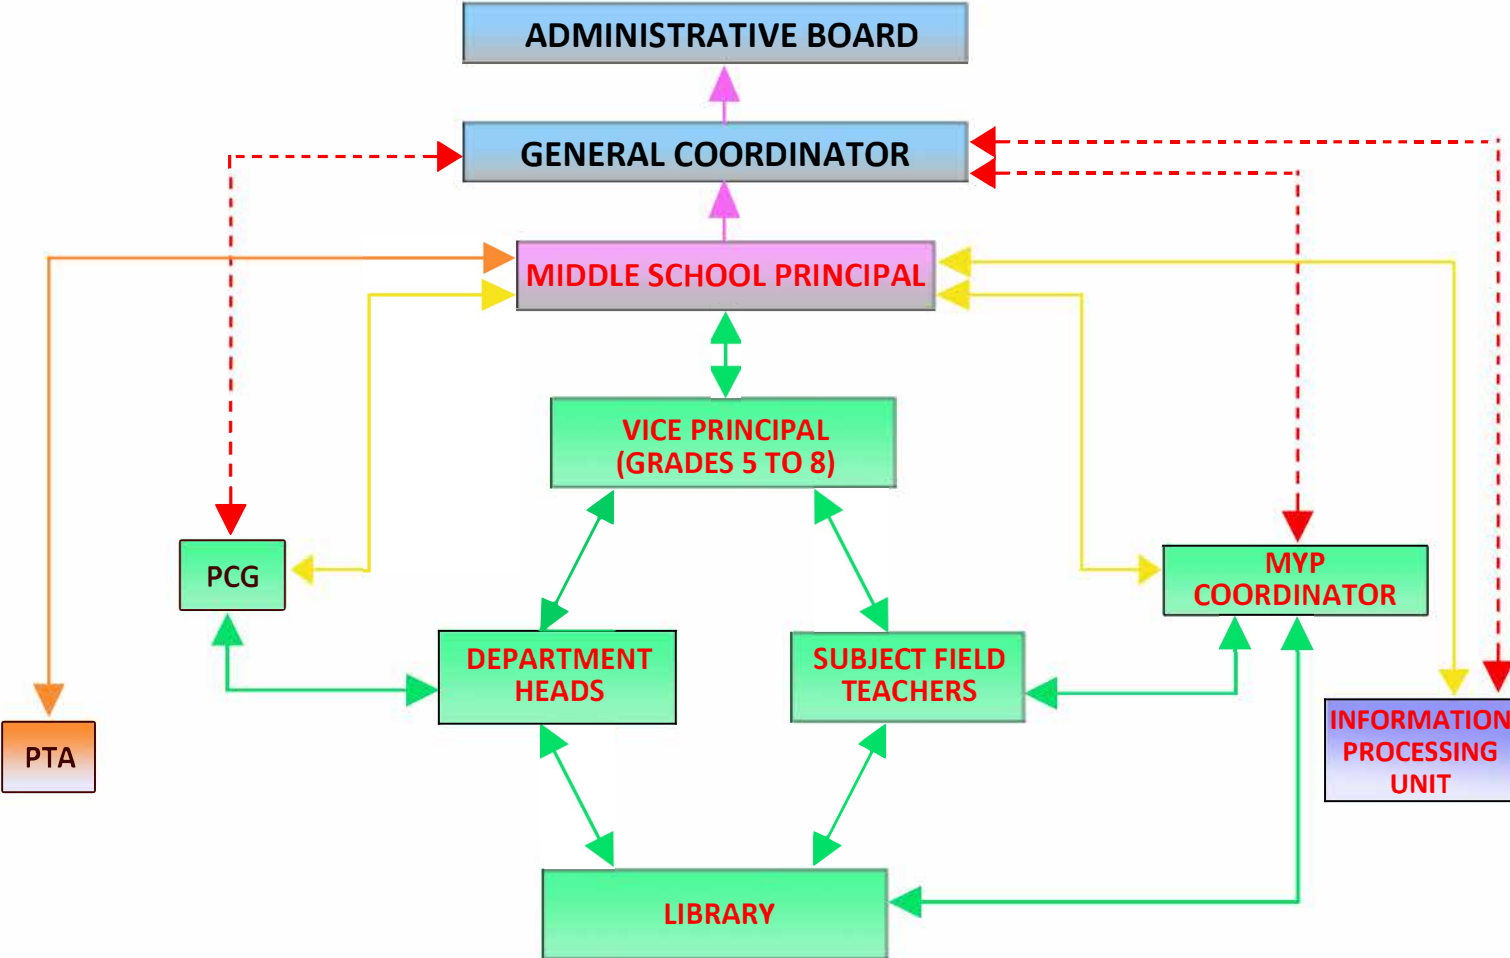 ADMINISTRATIVE BOARD
GENERAL COORDINATOR
MIDDLE SCHOOL PRINCIPAL
VICE PRINCIPAL
(GRADES 5 TO 8)
PCG
MYP
COORDINATOR
DEPARTMENT
HEADS
SUBJECT FIELD
TEACHERS
PTA
INFORMATION
PROCESSING
UNIT
LIBRARY